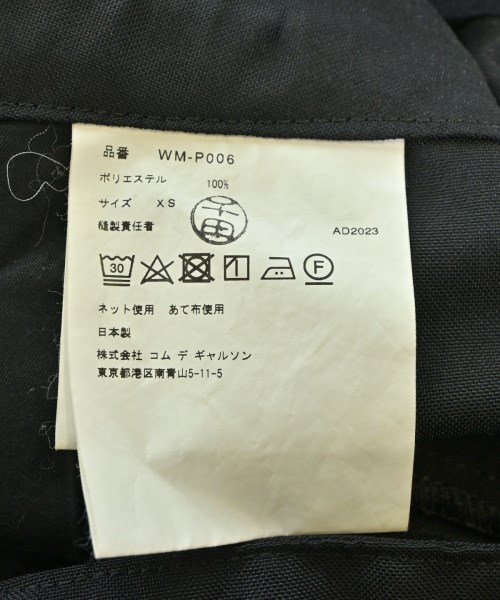 品番 WM-P006
ポリエステル 100%
サイズ XS
縫製責任者 千田 AD2023
30 F
ネット使用 あて布使用
日本製
株式会社 コム デ ギャルソン
東京都港区南青山5-11-5